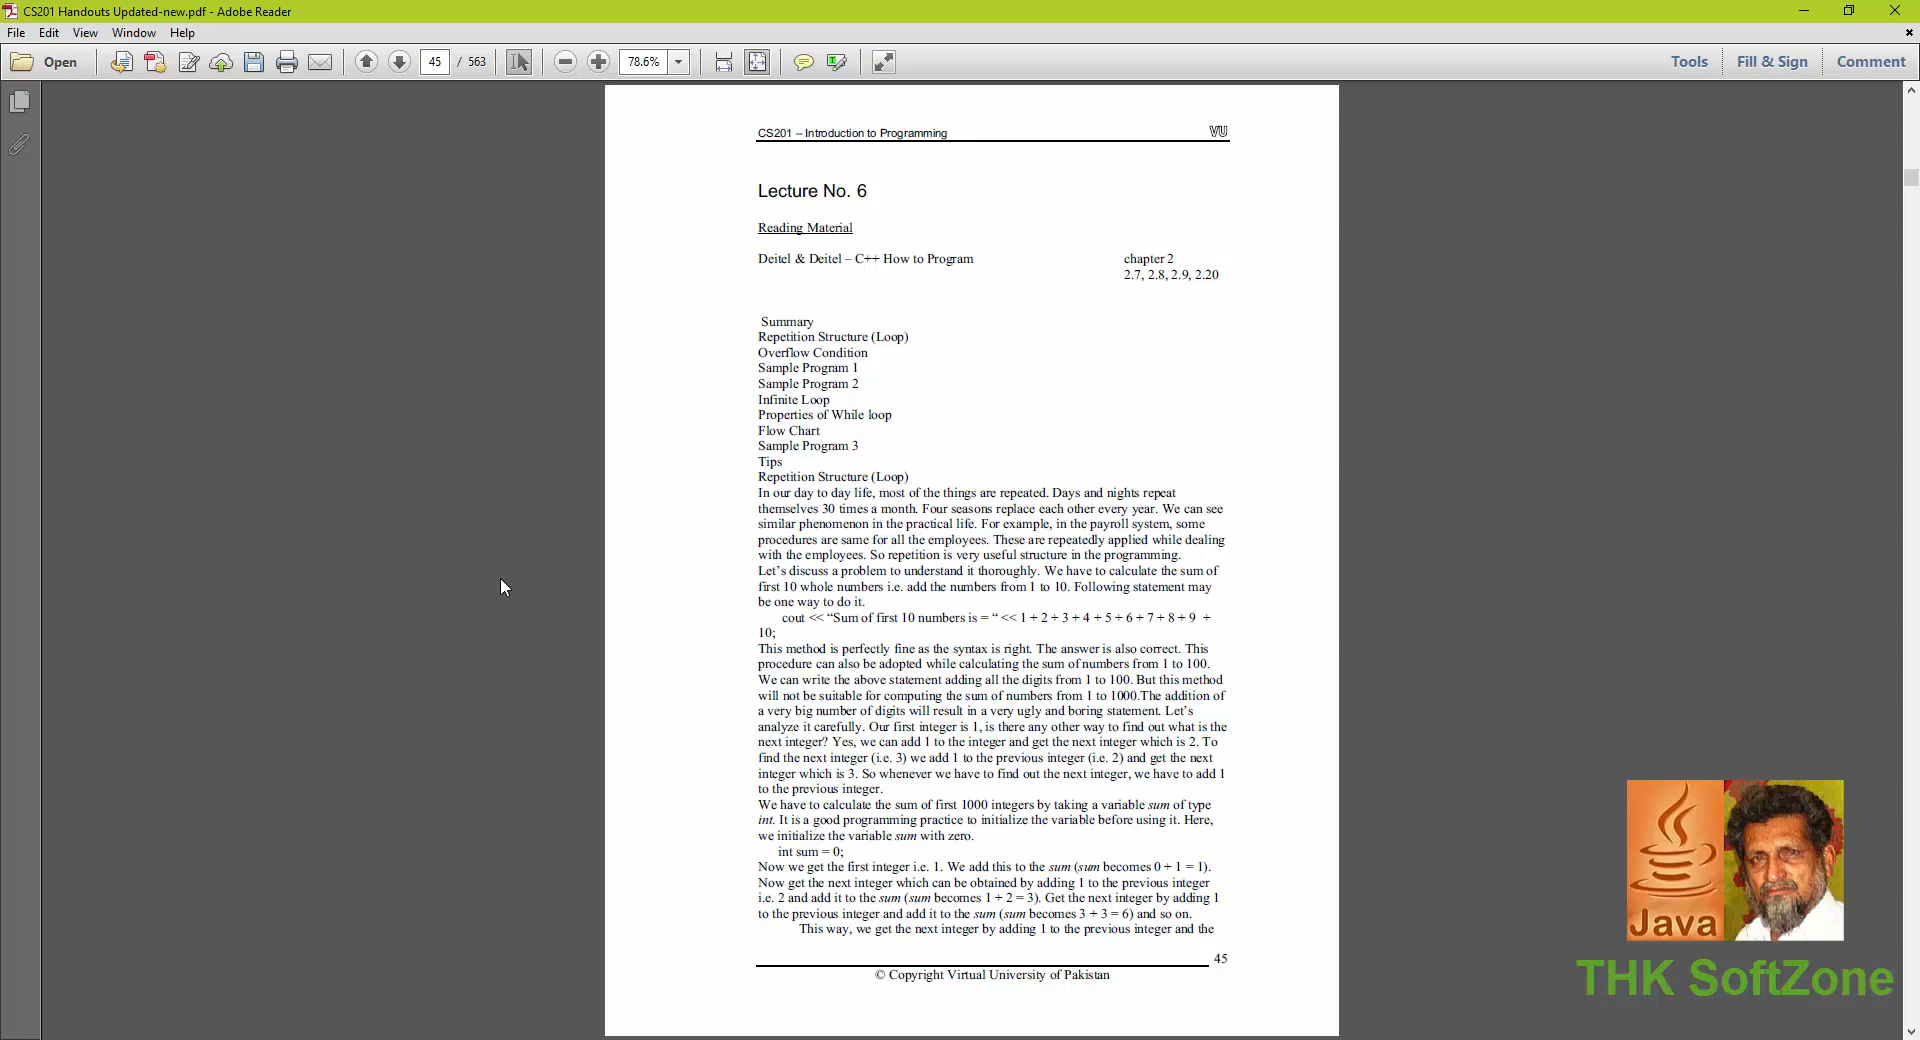 CS201 Handouts Updated-new.pdf - Adobe Reader
File Edit View Window Help
Open 45 / 563 78.6% Tools Fill & Sign Comment
CS201 – Introduction to Programming VU
Lecture No. 6
Reading Material
Deitel & Deitel – C++ How to Program chapter 2
2.7, 2.8, 2.9, 2.20
Summary
Repetition Structure (Loop)
Overflow Condition
Sample Program 1
Sample Program 2
Infinite Loop
Properties of While loop
Flow Chart
Sample Program 3
Tips
Repetition Structure (Loop)
In our day to day life, most of the things are repeated. Days and nights repeat
themselves 30 times a month. Four seasons replace each other every year. We can see
similar phenomenon in the practical life. For example, in the payroll system, some
procedures are same for all the employees. These are repeatedly applied while dealing
with the employees. So repetition is very useful structure in the programming.
Let’s discuss a problem to understand it thoroughly. We have to calculate the sum of
first 10 whole numbers i.e. add the numbers from 1 to 10. Following statement may
be one way to do it.
cout << “Sum of first 10 numbers is = “ << 1 + 2 + 3 + 4 + 5 + 6 + 7 + 8 + 9 +
10;
This method is perfectly fine as the syntax is right. The answer is also correct. This
procedure can also be adopted while calculating the sum of numbers from 1 to 100.
We can write the above statement adding all the digits from 1 to 100. But this method
will not be suitable for computing the sum of numbers from 1 to 1000.The addition of
a very big number of digits will result in a very ugly and boring statement. Let’s
analyze it carefully. Our first integer is 1, is there any other way to find out what is the
next integer? Yes, we can add 1 to the integer and get the next integer which is 2. To
find the next integer (i.e. 3) we add 1 to the previous integer (i.e. 2) and get the next
integer which is 3. So whenever we have to find out the next integer, we have to add 1
to the previous integer.
We have to calculate the sum of first 1000 integers by taking a variable sum of type
int. It is a good programming practice to initialize the variable before using it. Here,
we initialize the variable sum with zero.
int sum = 0;
Now we get the first integer i.e. 1. We add this to the sum (sum becomes 0 + 1 = 1).
Now get the next integer which can be obtained by adding 1 to the previous integer
i.e. 2 and add it to the sum (sum becomes 1 + 2 = 3). Get the next integer by adding 1
to the previous integer and add it to the sum (sum becomes 3 + 3 = 6) and so on.
This way, we get the next integer by adding 1 to the previous integer and the
45
© Copyright Virtual University of Pakistan
Java
THK SoftZone